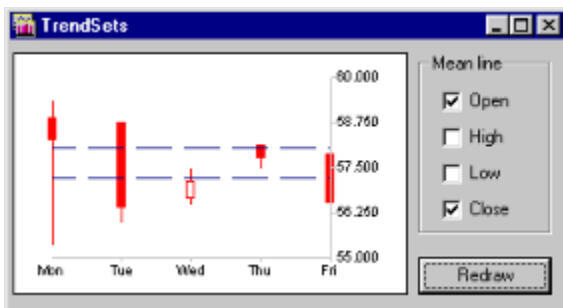 TrendSets
60.000
58.750
57.500
56.250
55.000
Mon Tue Wed Thu Fri
Mean line
Open
High
Low
Close
Redraw